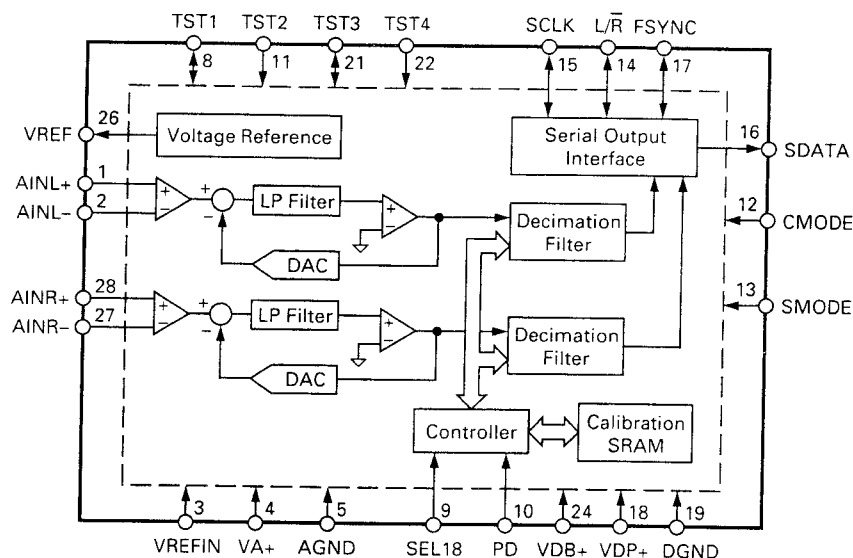 TST1 TST2 TST3 TST4 SCLK L/R̅ FSYNC
8 11 21 22 15 14 17
26
VREF
Voltage Reference
Serial Output
Interface
16
SDATA
1
AINL+
2
AINL−
+
−
+
−
LP Filter
+
−
DAC
Decimation
Filter
12
CMODE
28
AINR+
27
AINR−
+
−
+
−
LP Filter
+
−
DAC
Decimation
Filter
13
SMODE
Controller
Calibration
SRAM
3 4 5 9 10 24 18 19
VREFIN VA+ AGND SEL18 PD VDB+ VDP+ DGND